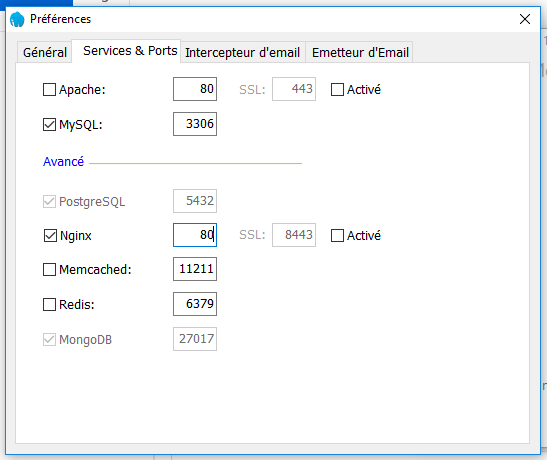 Préférences
Général Services & Ports Intercepteur d'email Emetteur d'Email
Apache: 80 SSL: 443 Activé
MySQL: 3306
Avancé
PostgreSQL 5432
Nginx 80 SSL: 8443 Activé
Memcached: 11211
Redis: 6379
MongoDB 27017